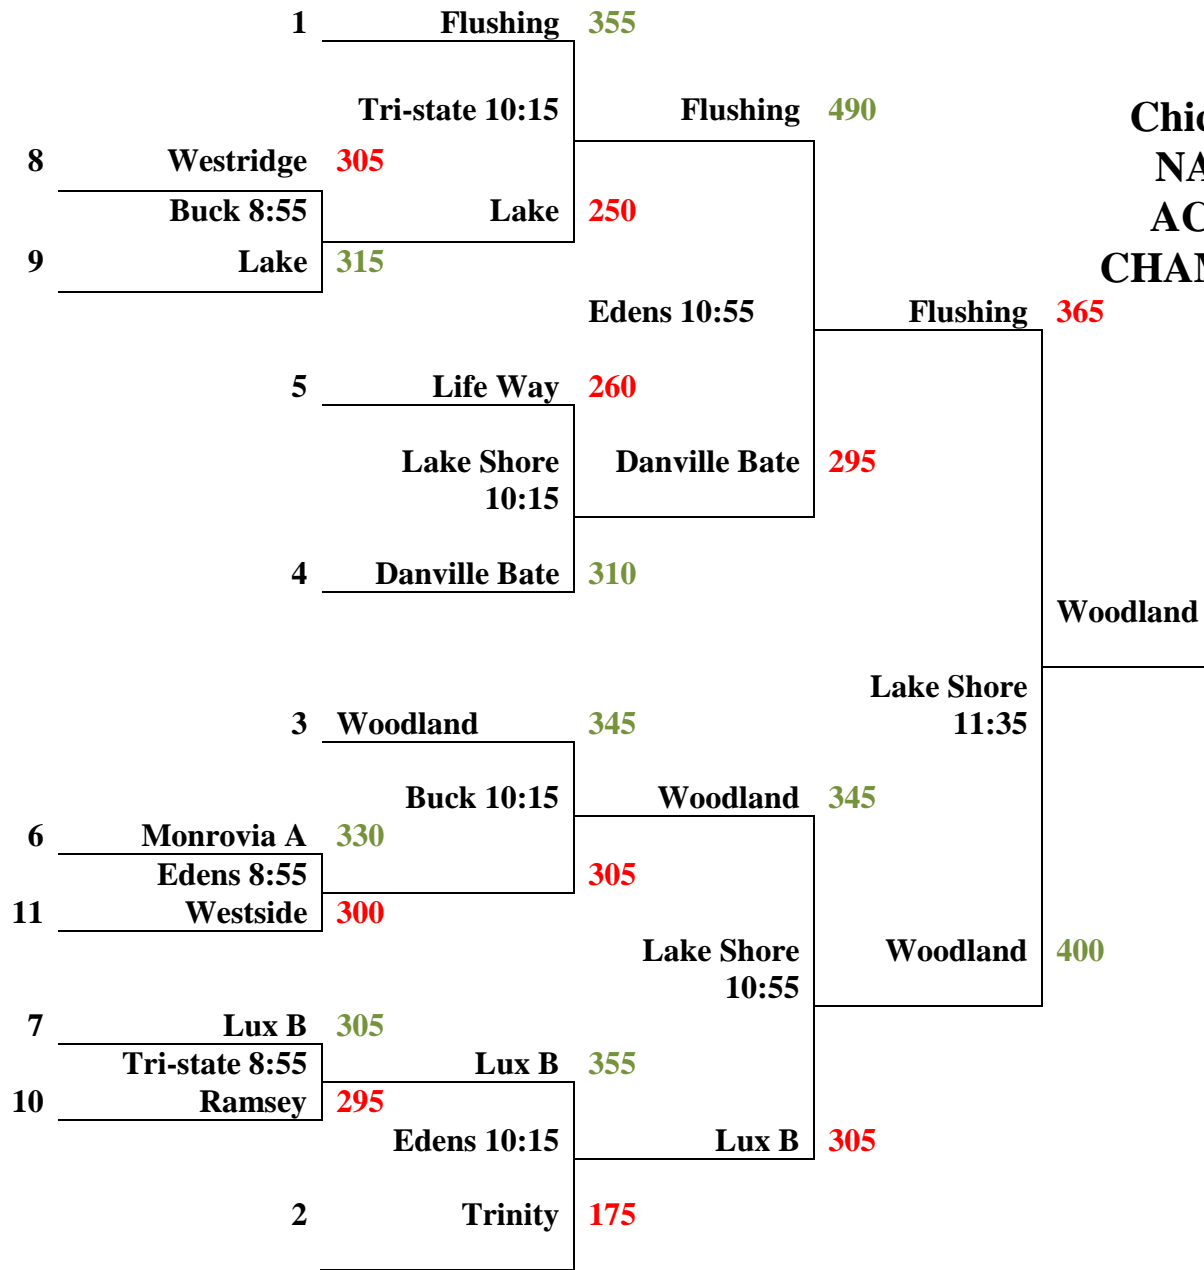 1 Flushing 355
Tri-state 10:15 Flushing 490
Chic
8 Westridge 305
NA
Buck 8:55 Lake 250
AC
9 Lake 315
CHAM
Edens 10:55 Flushing 365
5 Life Way 260
Lake Shore Danville Bate 295
10:15
4 Danville Bate 310
Woodland
Lake Shore
3 Woodland 345 11:35
Buck 10:15 Woodland 345
6 Monrovia A 330
Edens 8:55 305
11 Westside 300
Lake Shore Woodland 400
10:55
7 Lux B 305
Tri-state 8:55 Lux B 355
10 Ramsey 295
Edens 10:15 Lux B 305
2 Trinity 175